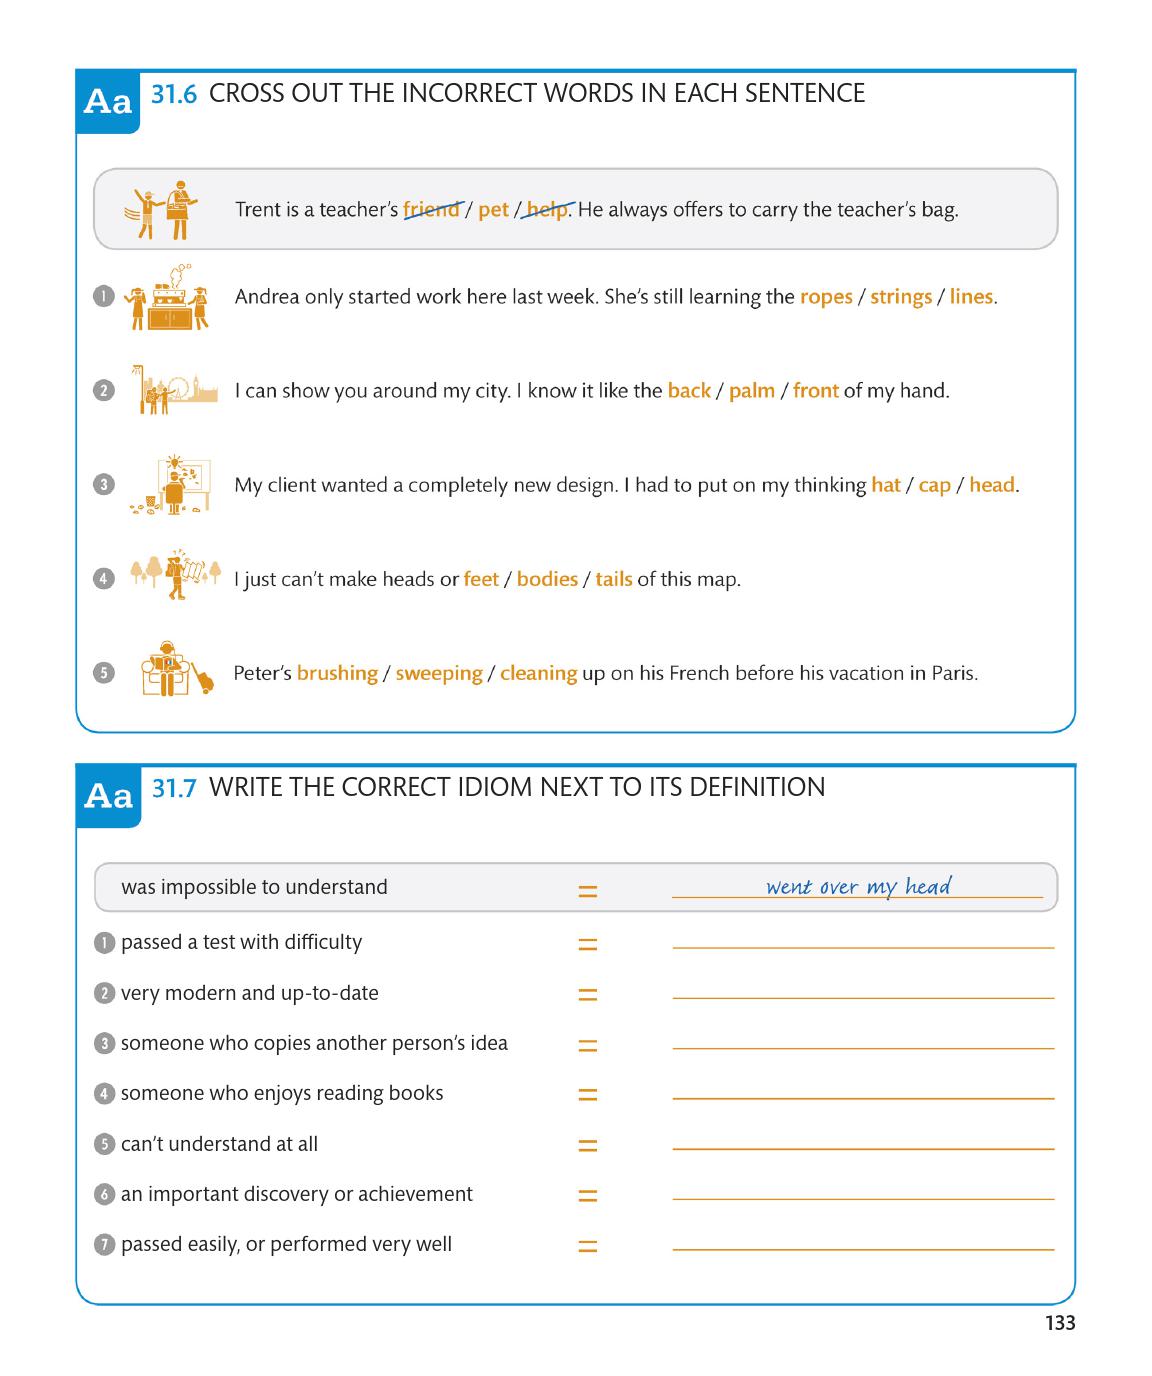 Aa 31.6 CROSS OUT THE INCORRECT WORDS IN EACH SENTENCE
Trent is a teacher's friend / pet / help. He always offers to carry the teacher's bag.
1 Andrea only started work here last week. She's still learning the ropes / strings / lines.
2 I can show you around my city. I know it like the back / palm / front of my hand.
3 My client wanted a completely new design. I had to put on my thinking hat / cap / head.
4 I just can't make heads or feet / bodies / tails of this map.
5 Peter's brushing / sweeping / cleaning up on his French before his vacation in Paris.
Aa 31.7 WRITE THE CORRECT IDIOM NEXT TO ITS DEFINITION
was impossible to understand = went over my head
1 passed a test with difficulty =
2 very modern and up-to-date =
3 someone who copies another person's idea =
4 someone who enjoys reading books =
5 can't understand at all =
6 an important discovery or achievement =
7 passed easily, or performed very well =
133